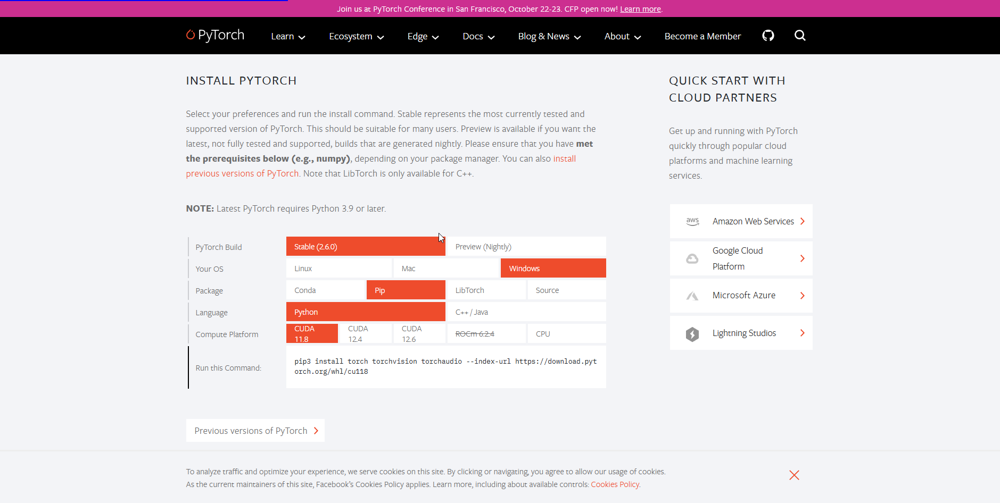 Join us at PyTorch Conference in San Francisco, October 22-23. CFP open now! Learn more.
PyTorch
Learn
Ecosystem
Edge
Docs
Blog & News
About
Become a Member
INSTALL PYTORCH
Select your preferences and run the install command. Stable represents the most currently tested and
supported version of PyTorch. This should be suitable for many users. Preview is available if you want the
latest, not fully tested and supported, builds that are generated nightly. Please ensure that you have met
the prerequisites below (e.g., numpy), depending on your package manager. You can also install
previous versions of PyTorch. Note that LibTorch is only available for C++.
NOTE: Latest PyTorch requires Python 3.9 or later.
PyTorch Build
Stable (2.6.0)
Preview (Nightly)
Your OS
Linux
Mac
Windows
Package
Conda
Pip
LibTorch
Source
Language
Python
C++ / Java
Compute Platform
CUDA
11.8
CUDA
12.4
CUDA
12.6
ROCm 6.2.4
CPU
Run this Command:
pip3 install torch torchvision torchaudio --index-url https://download.pyt
orch.org/whl/cu118
Previous versions of PyTorch
QUICK START WITH
CLOUD PARTNERS
Get up and running with PyTorch
quickly through popular cloud
platforms and machine learning
services.
aws
Amazon Web Services
Google Cloud
Platform
Microsoft Azure
Lightning Studios
To analyze traffic and optimize your experience, we serve cookies on this site. By clicking or navigating, you agree to allow our usage of cookies.
As the current maintainers of this site, Facebook’s Cookies Policy applies. Learn more, including about available controls: Cookies Policy.